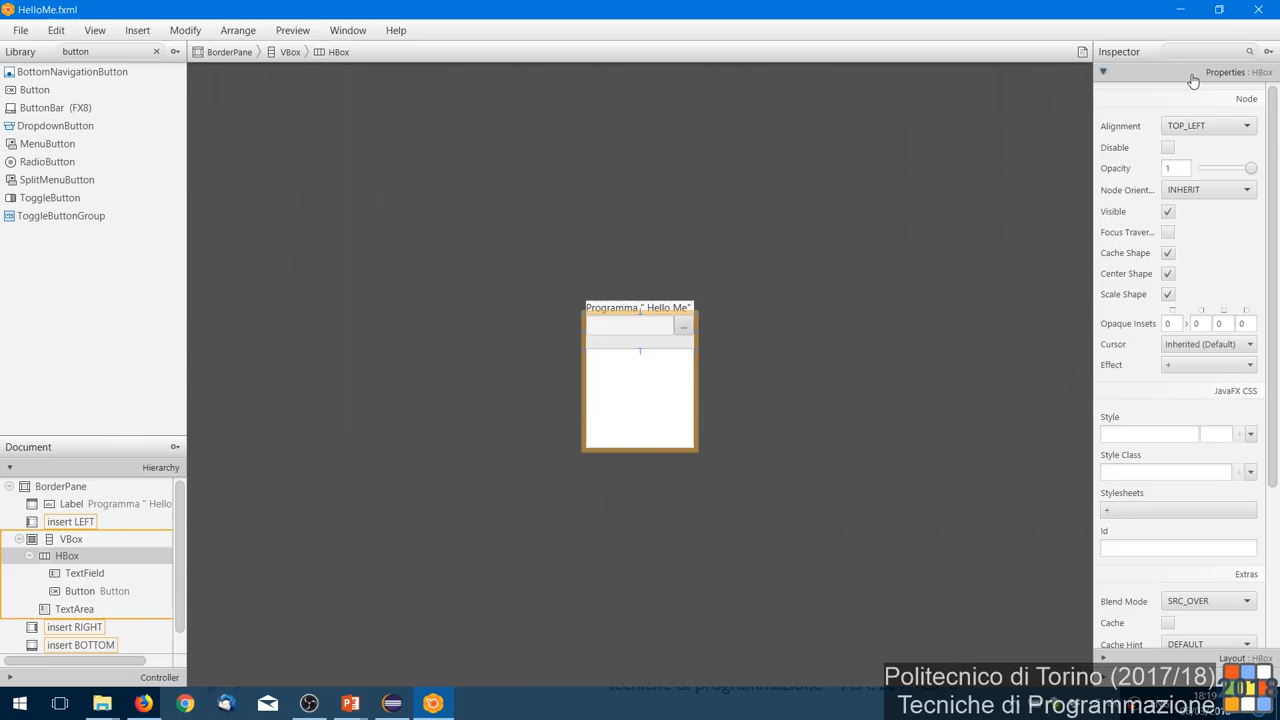 HelloMe.fxml
File Edit View Insert Modify Arrange Preview Window Help
Library button
BorderPane VBox HBox
Inspector
BottomNavigationButton
Button
ButtonBar (FX8)
DropdownButton
MenuButton
RadioButton
SplitMenuButton
ToggleButton
ToggleButtonGroup
Programma " Hello Me"
...
Document
Hierarchy
BorderPane
Label Programma " Hello
insert LEFT
VBox
HBox
TextField
Button Button
TextArea
insert RIGHT
insert BOTTOM
Controller
Properties : HBox
Node
Alignment TOP_LEFT
Disable
Opacity 1
Node Orient... INHERIT
Visible
Focus Traver...
Cache Shape
Center Shape
Scale Shape
Opaque Insets 0 0 0 0
Cursor Inherited (Default)
Effect +
JavaFX CSS
Style
Style Class
Stylesheets
+
Id
Extras
Blend Mode SRC_OVER
Cache
Cache Hint DEFAULT
Layout : HBox
Politecnico di Torino (2017/18)
Tecniche di Programmazione
2018
18:19